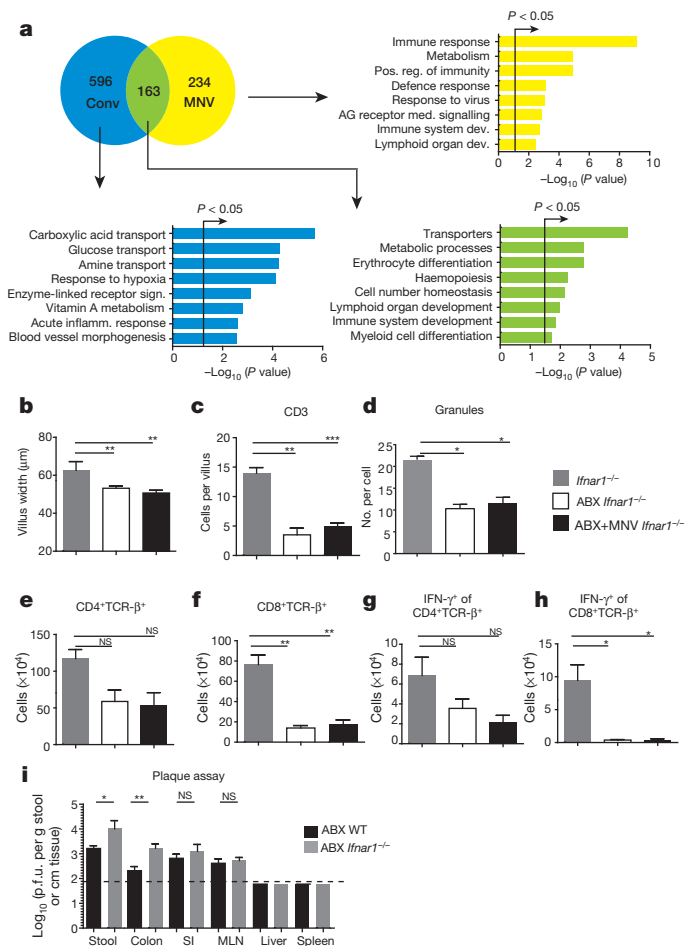 a
596
Conv
163
234
MNV
P < 0.05
Immune response
Metabolism
Pos. reg. of immunity
Defence response
Response to virus
AG receptor med. signalling
Immune system dev.
Lymphoid organ dev.
0 2 4 6 8 10
–Log10 (P value)
P < 0.05
Carboxylic acid transport
Glucose transport
Amine transport
Response to hypoxia
Enzyme-linked receptor sign.
Vitamin A metabolism
Acute inflamm. response
Blood vessel morphogenesis
0 2 4 6
–Log10 (P value)
P < 0.05
Transporters
Metabolic processes
Erythrocyte differentiation
Haemopoiesis
Cell number homeostasis
Lymphoid organ development
Immune system development
Myeloid cell differentiation
0 1 2 3 4 5
–Log10 (P value)
b
Villus width (μm)
80
60
40
20
**
**
c
CD3
Cells per villus
20
15
10
5
0
***
**
d
Granules
No. per cell
25
20
15
10
5
0
*
*
Ifnar1–/–
ABX Ifnar1–/–
ABX+MNV Ifnar1–/–
e
CD4+TCR-β+
Cells (×10⁴)
150
100
50
0
NS
NS
f
CD8+TCR-β+
Cells (×10⁴)
100
80
60
40
20
0
**
**
g
IFN-γ+ of
CD4+TCR-β+
Cells (×10⁴)
10
8
6
4
2
0
NS
NS
h
IFN-γ+ of
CD8+TCR-β+
Cells (×10⁴)
15
10
5
0
*
*
i
Plaque assay
Log10 (p.f.u. per g stool
or cm tissue)
5
4
3
2
1
0
* ** NS NS
ABX WT
ABX Ifnar1–/–
Stool Colon SI MLN Liver Spleen